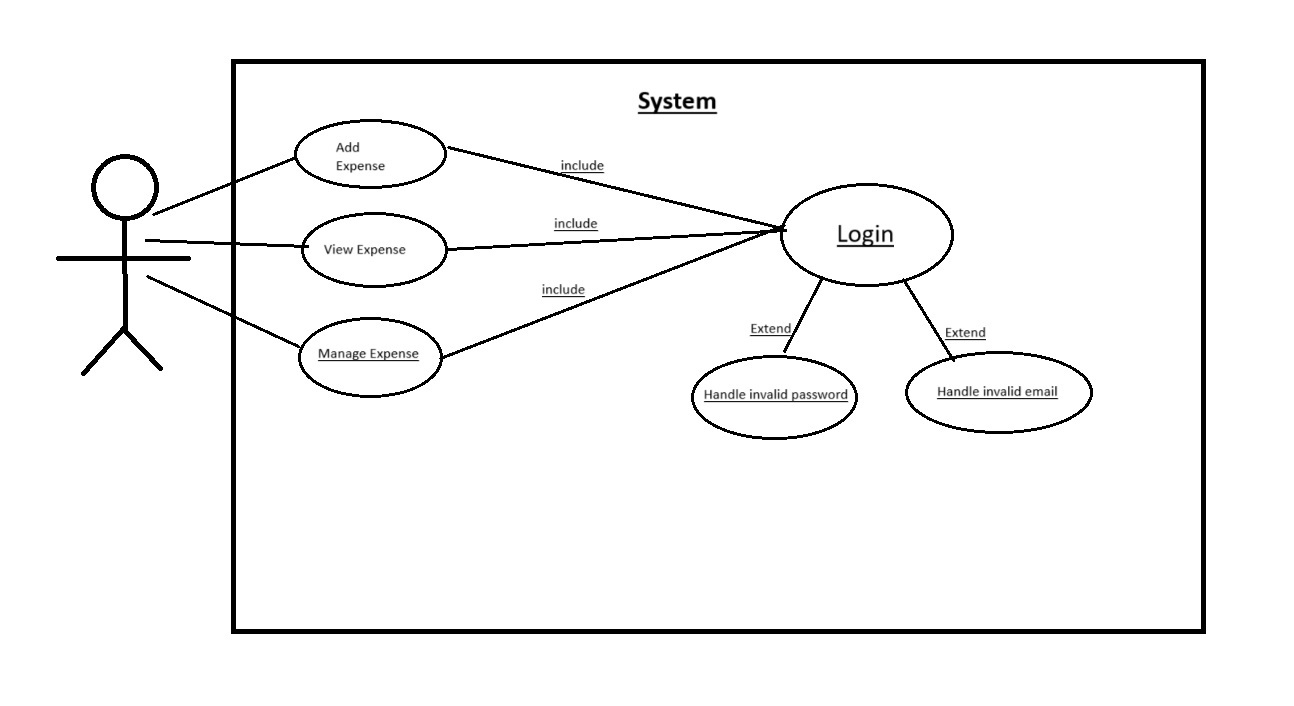 System
Add
Expense
include
View Expense
include
Login
include
Manage Expense
Extend
Extend
Handle invalid password
Handle invalid email